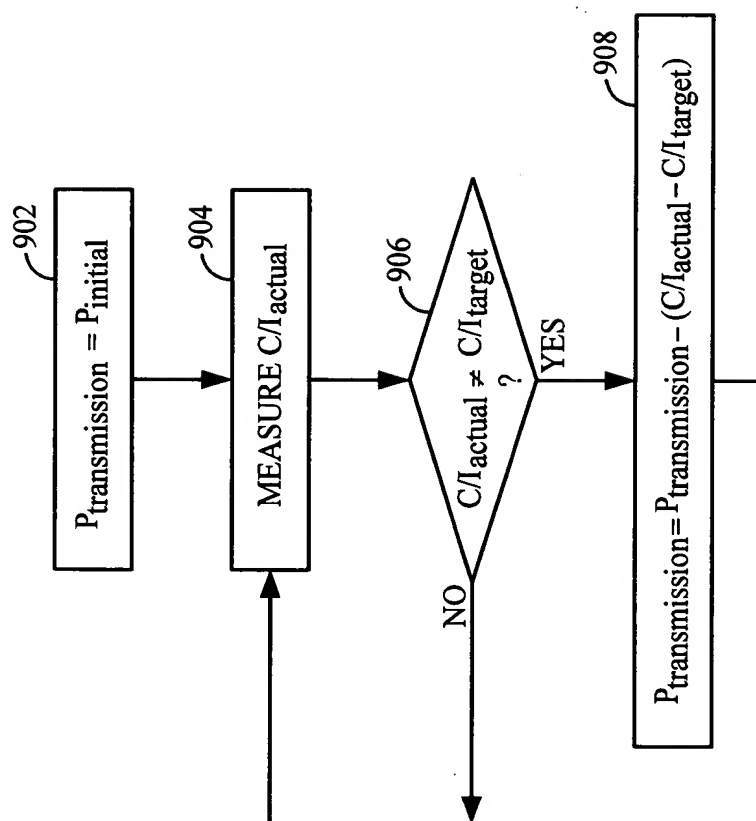 902
P_transmission = P_initial
904
MEASURE C/I_actual
906
C/I_actual ≠ C/I_target
?
NO
YES
908
P_transmission = P_transmission - (C/I_actual - C/I_target)